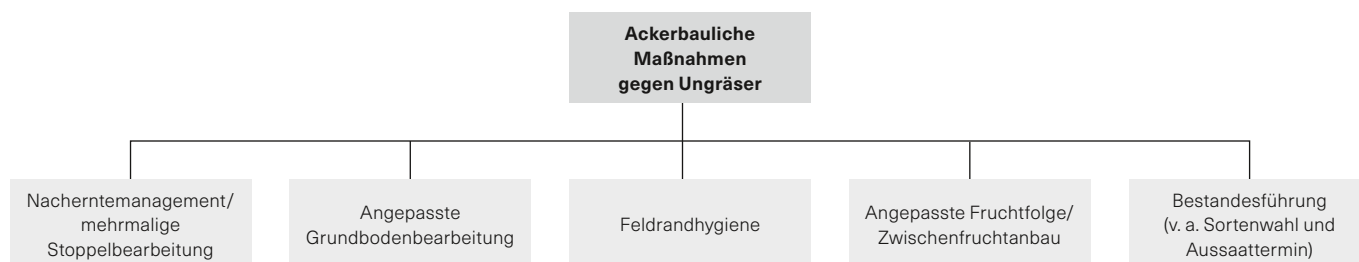 Ackerbauliche
Maßnahmen
gegen Ungräser
Nacherntemanagement/
mehrmalige
Stoppelbearbeitung
Angepasste
Grundbodenbearbeitung
Feldrandhygiene
Angepasste Fruchtfolge/
Zwischenfruchtanbau
Bestandesführung
(v. a. Sortenwahl und
Aussaattermin)